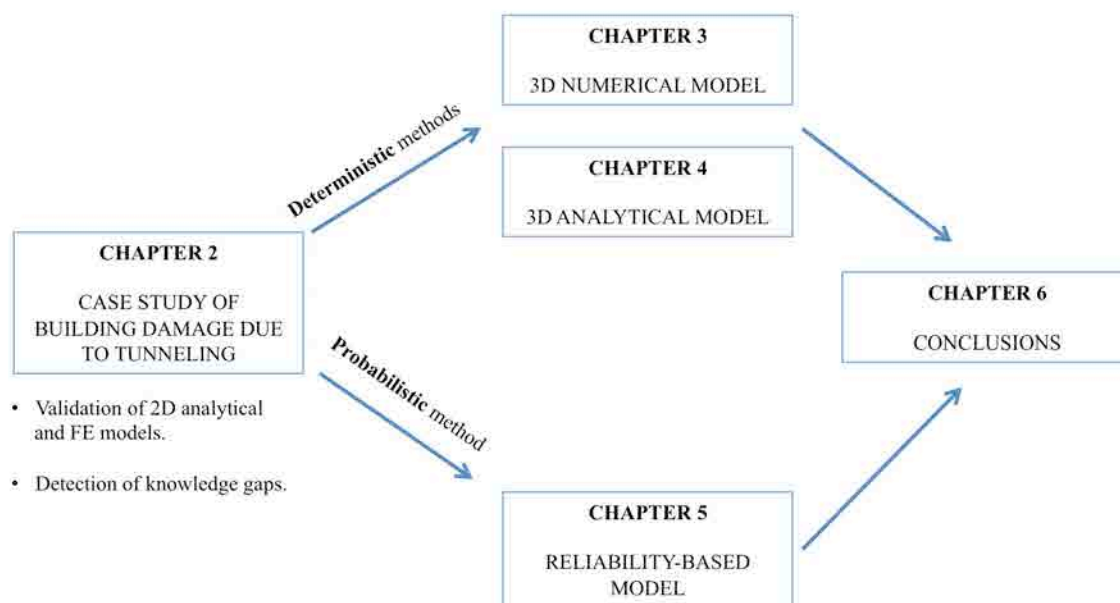 CHAPTER 3
3D NUMERICAL MODEL
Deterministic methods
CHAPTER 4
3D ANALYTICAL MODEL
CHAPTER 2
CASE STUDY OF
BUILDING DAMAGE DUE
TO TUNNELING
CHAPTER 6
CONCLUSIONS
Probabilistic method
• Validation of 2D analytical
and FE models.
• Detection of knowledge gaps.
CHAPTER 5
RELIABILITY-BASED
MODEL